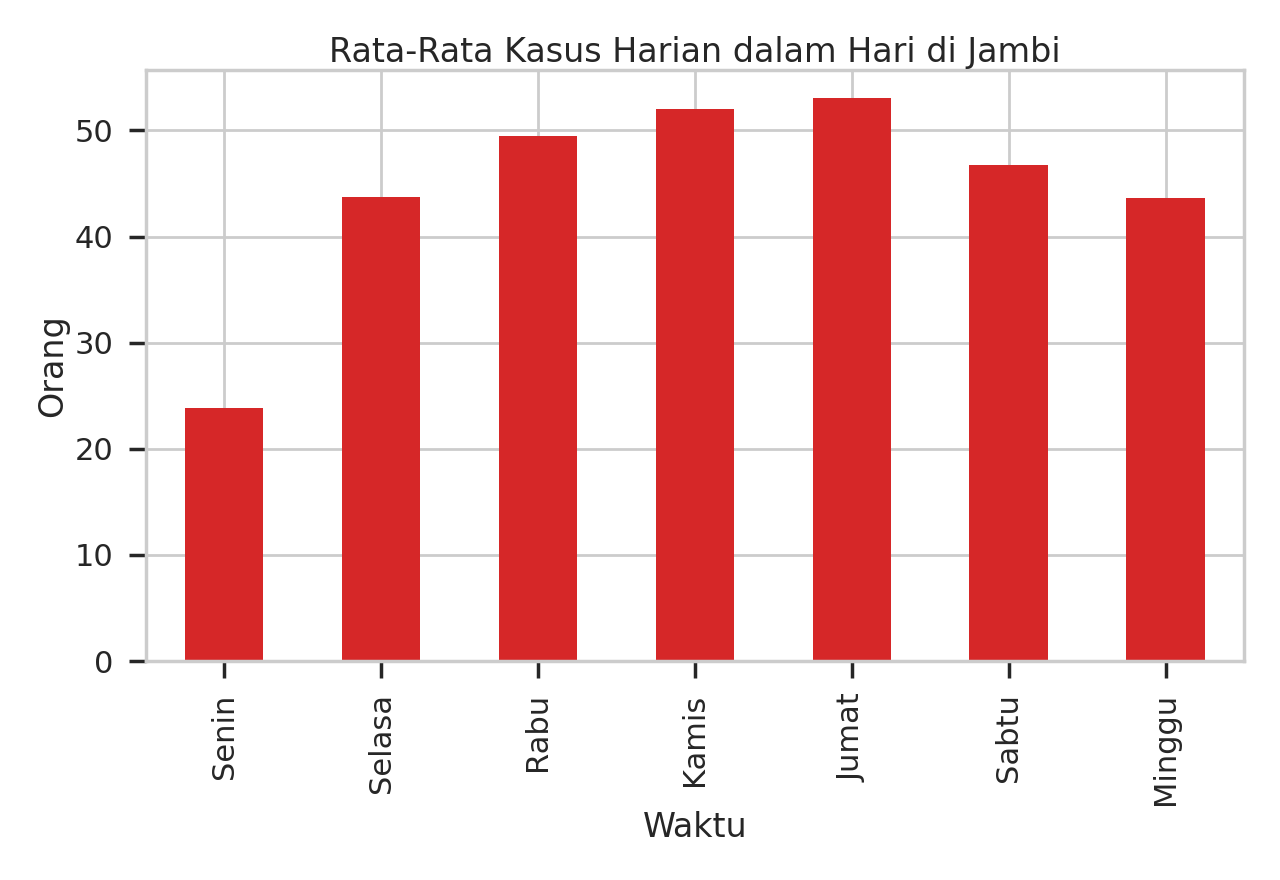 Rata-Rata Kasus Harian dalam Hari di Jambi
Orang
50
40
30
20
10
0
Senin
Selasa
Rabu
Kamis
Jumat
Sabtu
Minggu
Waktu